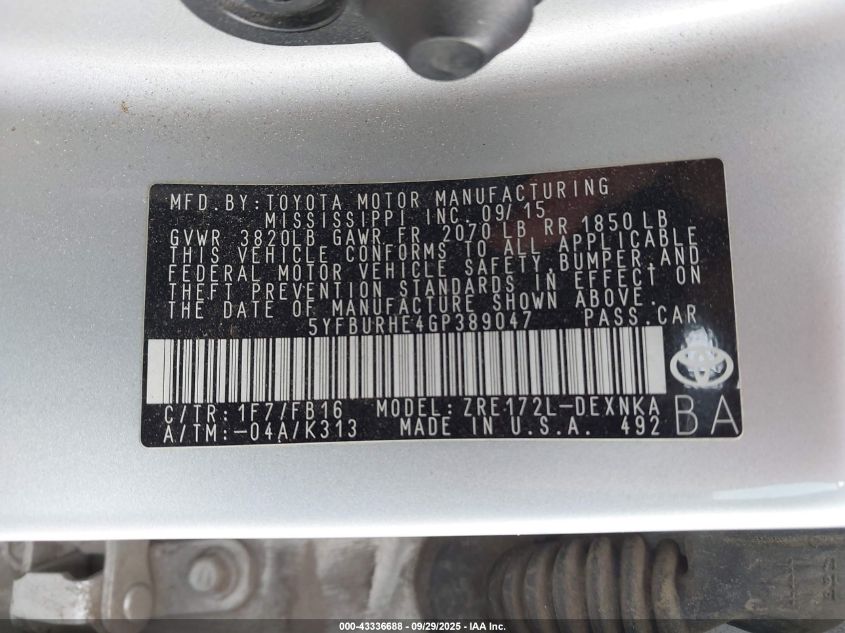 MFD. BY: TOYOTA MOTOR MANUFACTURING
MISSISSIPPI INC. 09/ 15
GVWR 3820LB GAWR FR 2070 LB RR 1850 LB
THIS VEHICLE CONFORMS TO ALL APPLICABLE
FEDERAL MOTOR VEHICLE SAFETY, BUMPER, AND
THEFT PREVENTION STANDARDS IN EFFECT ON
THE DATE OF MANUFACTURE SHOWN ABOVE.
5YFBURHE4GP389047 PASS. CAR
C/TR: 1F7/FB16 MODEL: ZRE172L-DEXNKA
A/TM:-04A/K313 MADE IN U.S.A. 492
BA
000-43336688 - 09/29/2025 - IAA Inc.